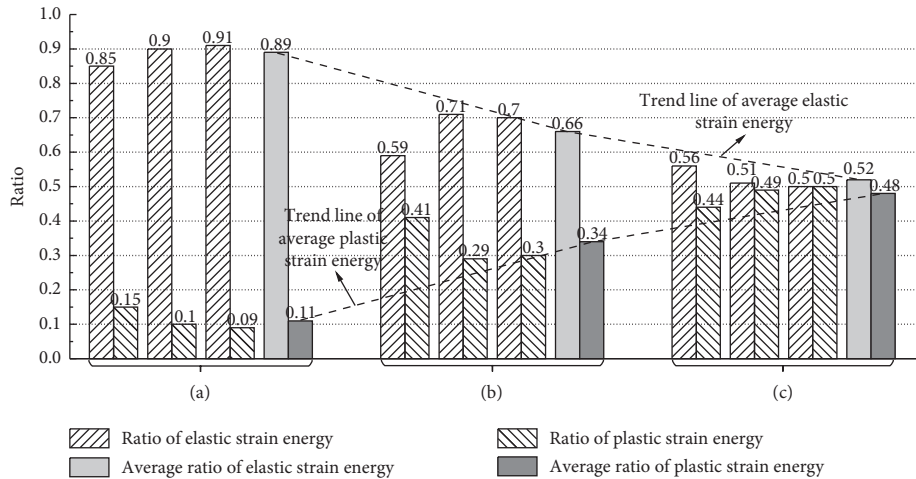 1.0
0.9
0.8
0.7
0.6
0.5
0.4
0.3
0.2
0.1
0.0
Ratio
0.85
0.15
0.9
0.1
0.91
0.09
0.89
0.11
0.59
0.41
0.71
0.29
0.7
0.3
0.66
0.34
0.56
0.44
0.51
0.49
0.5
0.5
0.52
0.48
Trend line of
average plastic
strain energy
Trend line of average elastic
strain energy
(a)
(b)
(c)
Ratio of elastic strain energy
Average ratio of elastic strain energy
Ratio of plastic strain energy
Average ratio of plastic strain energy